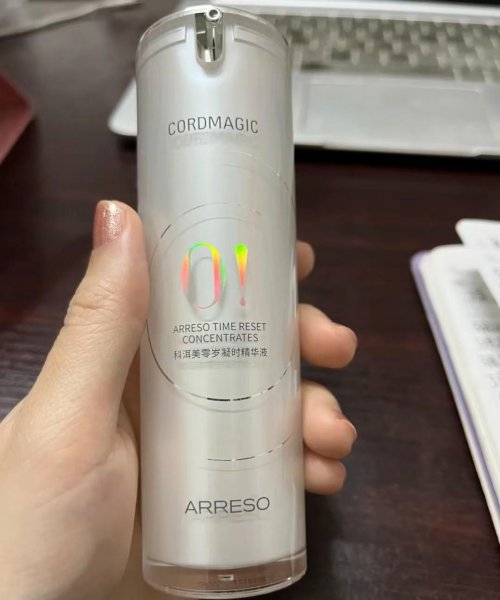 CORDMAGIC
0!
ARRESO TIME RESET
CONCENTRATES
科洱美零岁凝时精华液
ARRESO